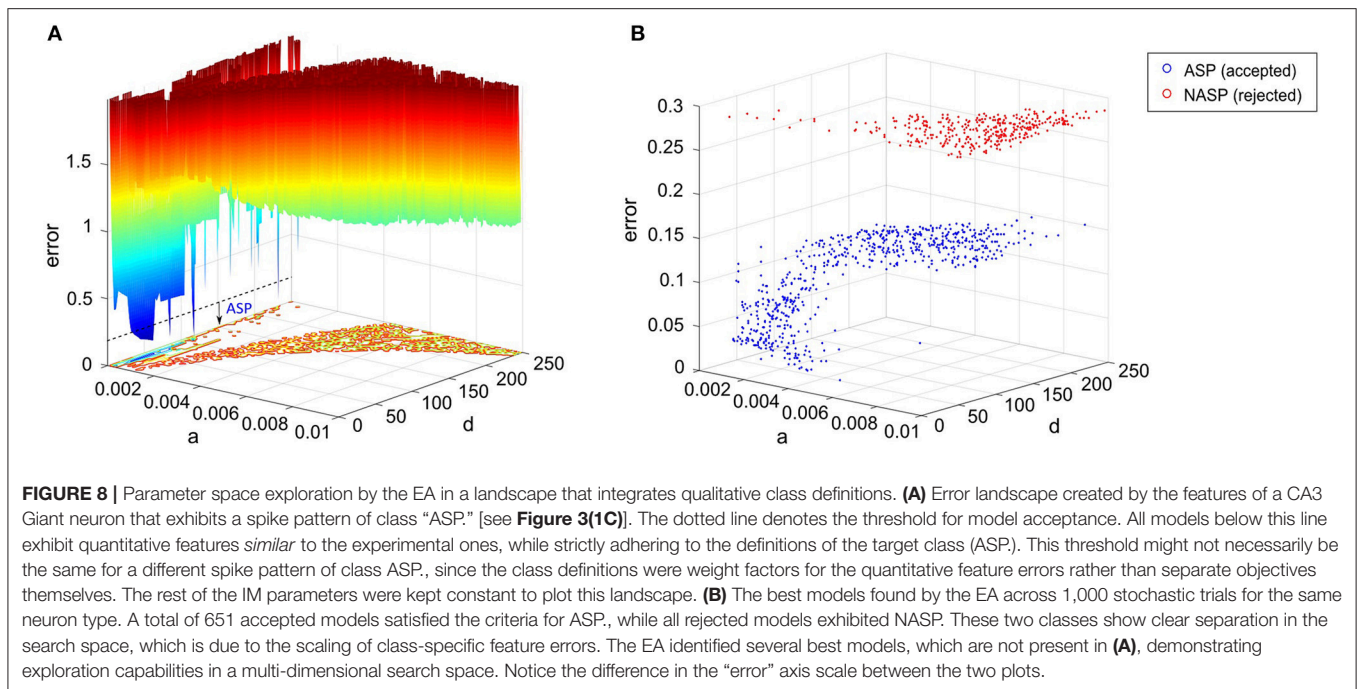 A
1.5
1
0.5
0
error
ASP
0.002
0.004
0.006
0.008
0.01
a
0
50
100
150
200
250
d
B
0.3
0.25
0.2
0.15
0.1
0.05
0
error
0.002
0.004
0.006
0.008
0.01
a
0
50
100
150
200
250
d
ASP (accepted)
NASP (rejected)
FIGURE 8 | Parameter space exploration by the EA in a landscape that integrates qualitative class definitions. (A) Error landscape created by the features of a CA3
Giant neuron that exhibits a spike pattern of class “ASP.” [see Figure 3(1C)]. The dotted line denotes the threshold for model acceptance. All models below this line
exhibit quantitative features similar to the experimental ones, while strictly adhering to the definitions of the target class (ASP.). This threshold might not necessarily be
the same for a different spike pattern of class ASP., since the class definitions were weight factors for the quantitative feature errors rather than separate objectives
themselves. The rest of the IM parameters were kept constant to plot this landscape. (B) The best models found by the EA across 1,000 stochastic trials for the same
neuron type. A total of 651 accepted models satisfied the criteria for ASP., while all rejected models exhibited NASP. These two classes show clear separation in the
search space, which is due to the scaling of class-specific feature errors. The EA identified several best models, which are not present in (A), demonstrating
exploration capabilities in a multi-dimensional search space. Notice the difference in the “error” axis scale between the two plots.